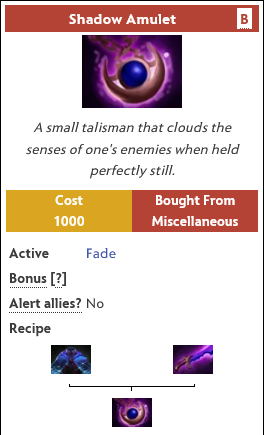 Shadow Amulet B
A small talisman that clouds the
senses of one's enemies when held
perfectly still.
Cost Bought From
1000 Miscellaneous
Active Fade
Bonus [?]
Alert allies? No
Recipe